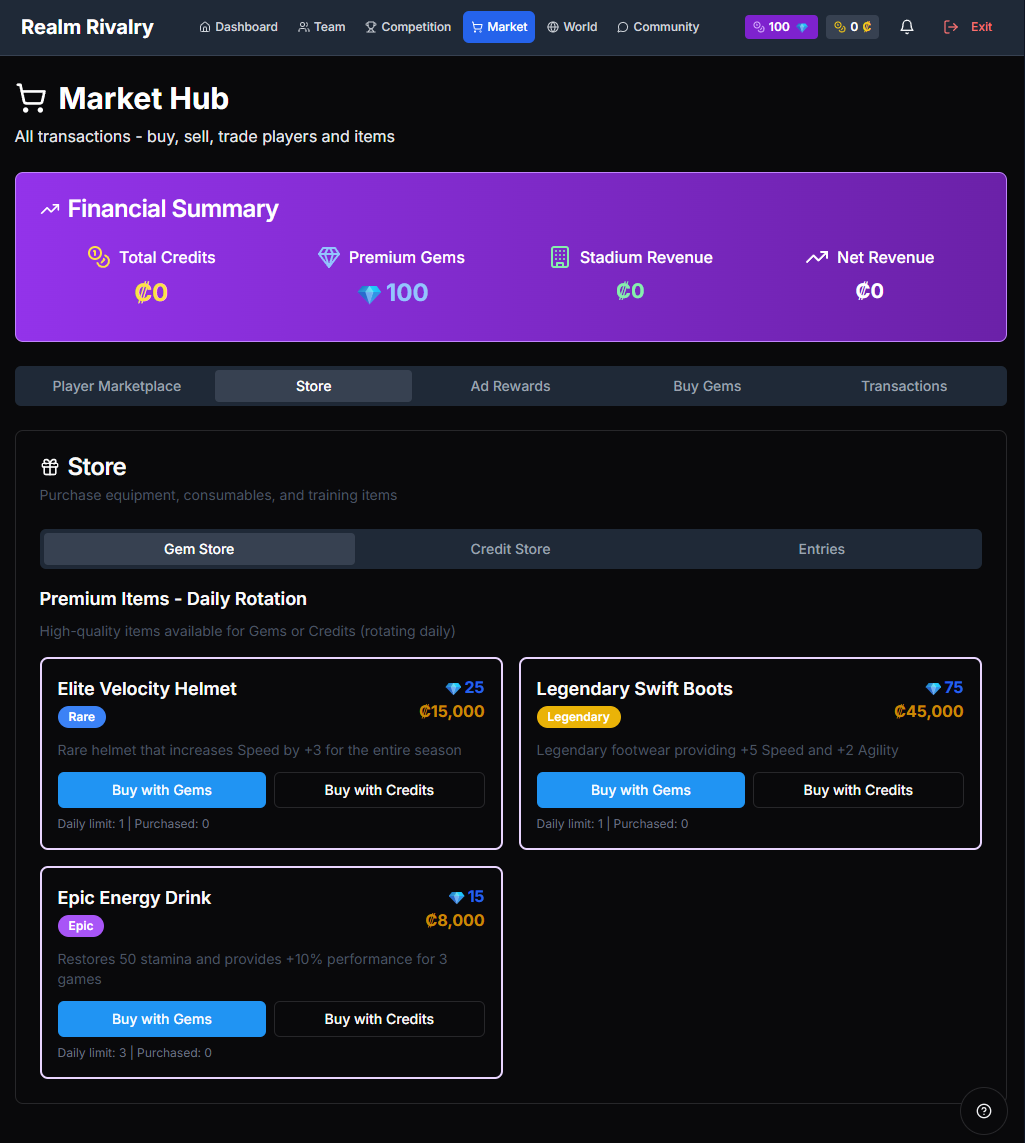 Realm Rivalry Dashboard Team Competition Market World Community 100 💎 0 ₡ Exit
Market Hub
All transactions - buy, sell, trade players and items
Financial Summary
Total Credits Premium Gems Stadium Revenue Net Revenue
₡0 💎 100 ₡0 ₡0
Player Marketplace Store Ad Rewards Buy Gems Transactions
Store
Purchase equipment, consumables, and training items
Gem Store Credit Store Entries
Premium Items - Daily Rotation
High-quality items available for Gems or Credits (rotating daily)
Elite Velocity Helmet 💎 25
Rare ₡15,000
Rare helmet that increases Speed by +3 for the entire season
Buy with Gems Buy with Credits
Daily limit: 1 | Purchased: 0
Legendary Swift Boots 💎 75
Legendary ₡45,000
Legendary footwear providing +5 Speed and +2 Agility
Buy with Gems Buy with Credits
Daily limit: 1 | Purchased: 0
Epic Energy Drink 💎 15
Epic ₡8,000
Restores 50 stamina and provides +10% performance for 3
games
Buy with Gems Buy with Credits
Daily limit: 3 | Purchased: 0